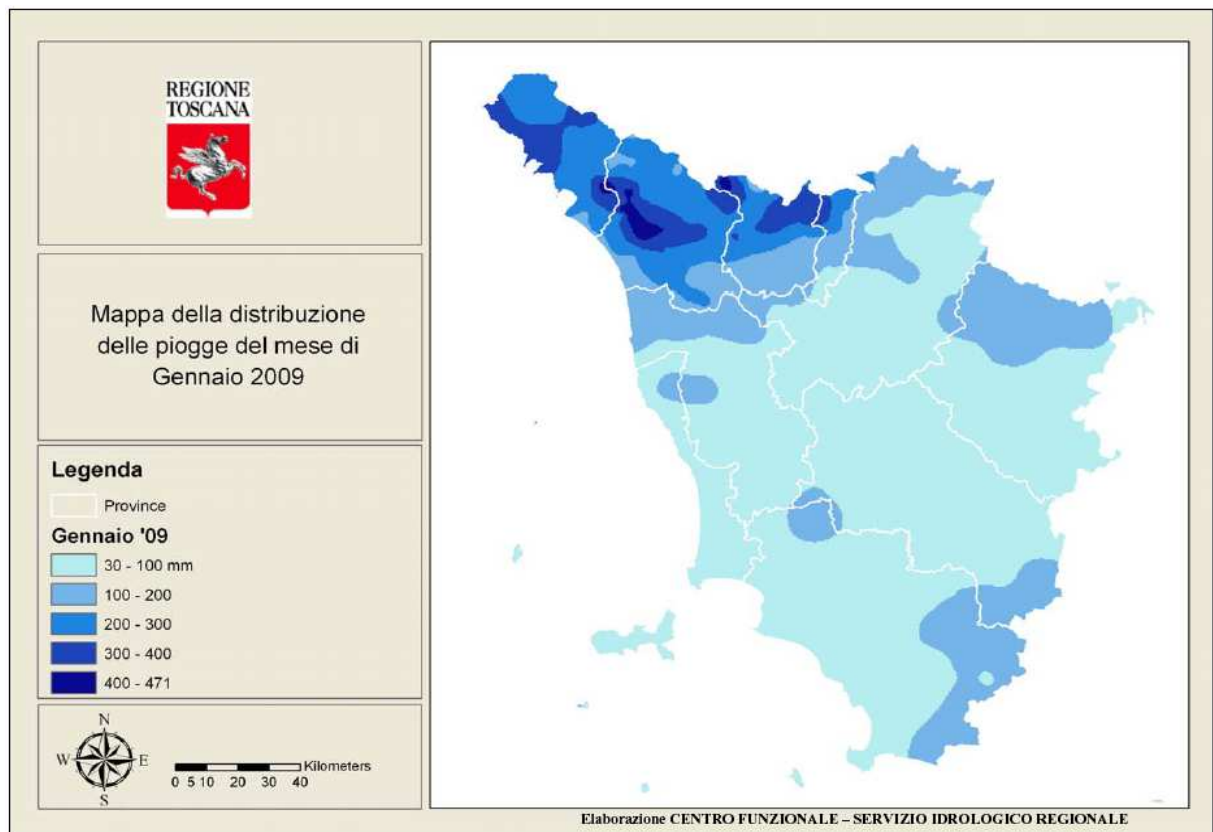 REGIONE
TOSCANA
Mappa della distribuzione
delle piogge del mese di
Gennaio 2009
Legenda
Province
Gennaio '09
30 - 100 mm
100 - 200
200 - 300
300 - 400
400 - 471
N
W E
S
Kilometers
0 5 10 20 30 40
Elaborazione CENTRO FUNZIONALE – SERVIZIO IDROLOGICO REGIONALE